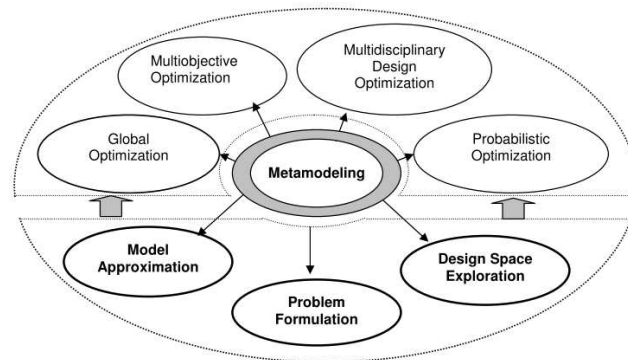 Multiobjective
Optimization
Multidisciplinary
Design
Optimization
Global
Optimization
Metamodeling
Probabilistic
Optimization
Model
Approximation
Problem
Formulation
Design Space
Exploration